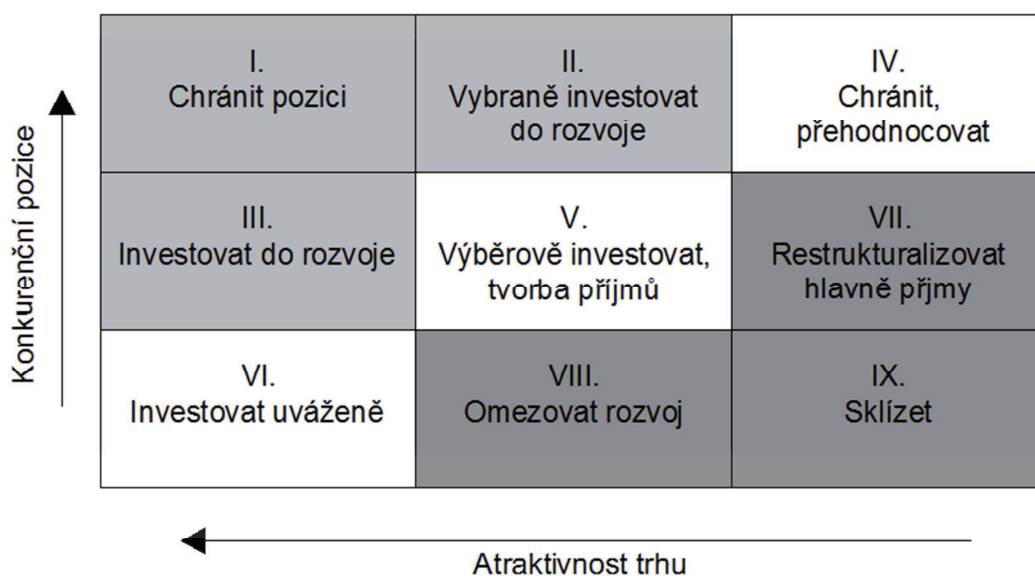 Konkurenční pozice
I.
Chránit pozici
II.
Vybraně investovat
do rozvoje
IV.
Chránit,
přehodnocovat
III.
Investovat do rozvoje
V.
Výběrově investovat,
tvorba příjmů
VII.
Restrukturalizovat
hlavně přjmy
VI.
Investovat uváženě
VIII.
Omezovat rozvoj
IX.
Sklízet
Atraktivnost trhu